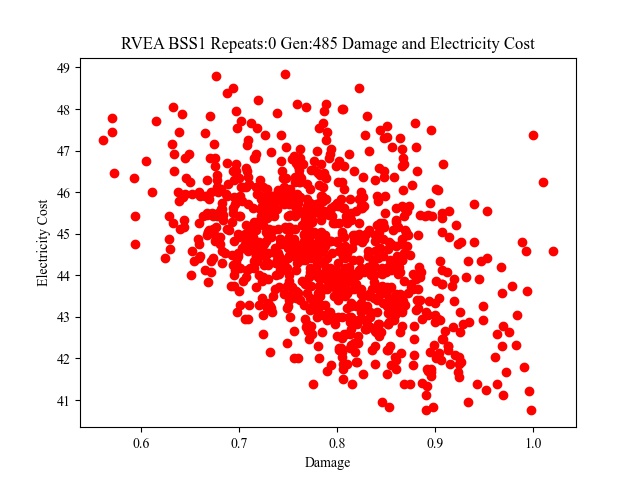 RVEA BSS1 Repeats:0 Gen:485 Damage and Electricity Cost
49
48
47
46
45
44
43
42
41
Electricity Cost
0.6 0.7 0.8 0.9 1.0
Damage